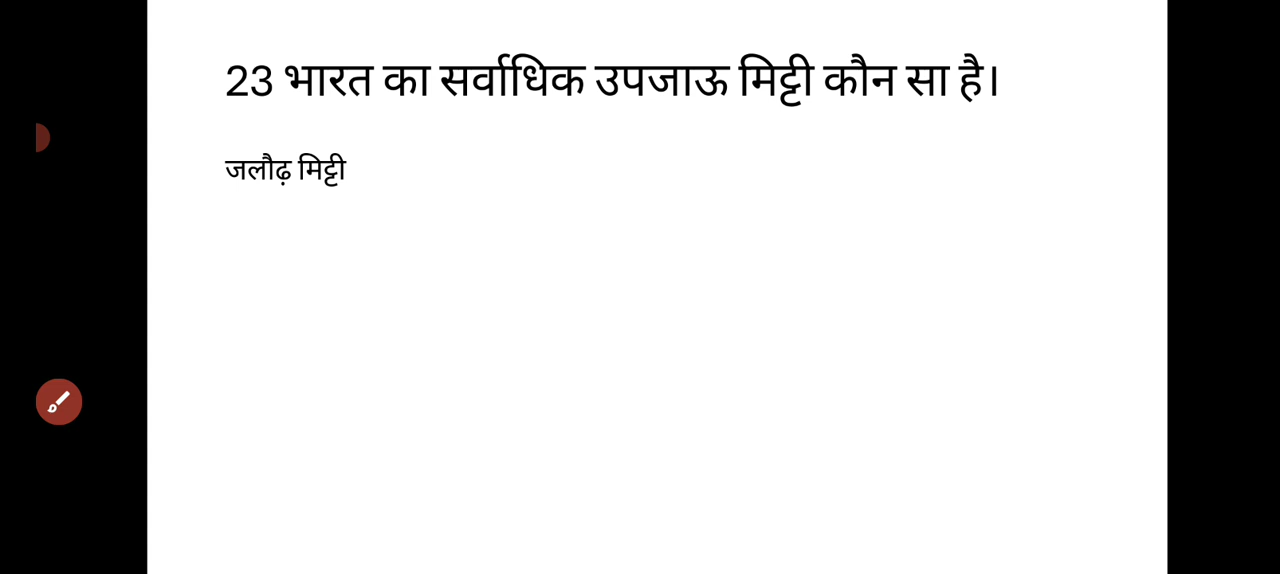 23 भारत का सर्वाधिक उपजाऊ मिट्टी कौन सा है।
जलौढ़ मिट्टी